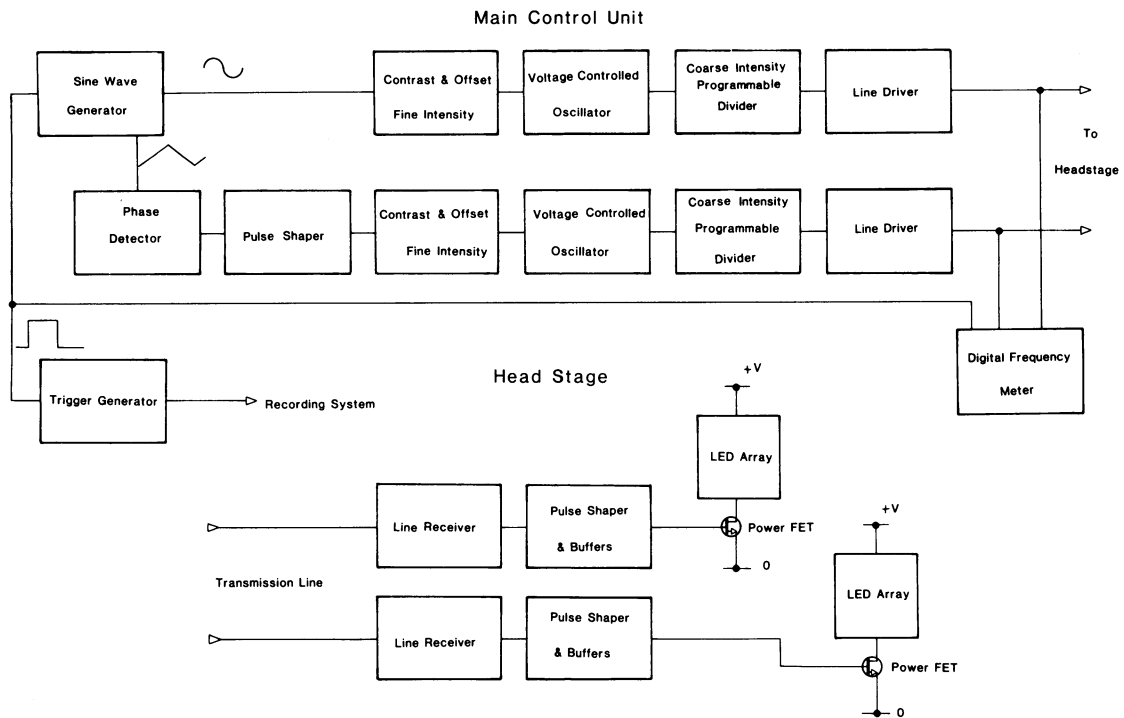 Main Control Unit
Sine Wave
Generator
Contrast & Offset
Fine Intensity
Voltage Controlled
Oscillator
Coarse Intensity
Programmable
Divider
Line Driver
To
Headstage
Phase
Detector
Pulse Shaper
Contrast & Offset
Fine Intensity
Voltage Controlled
Oscillator
Coarse Intensity
Programmable
Divider
Line Driver
Digital Frequency
Meter
Trigger Generator
Recording System
Head Stage
+V
LED Array
Line Receiver
Pulse Shaper
& Buffers
Power FET
0
Transmission Line
+V
LED Array
Line Receiver
Pulse Shaper
& Buffers
Power FET
0